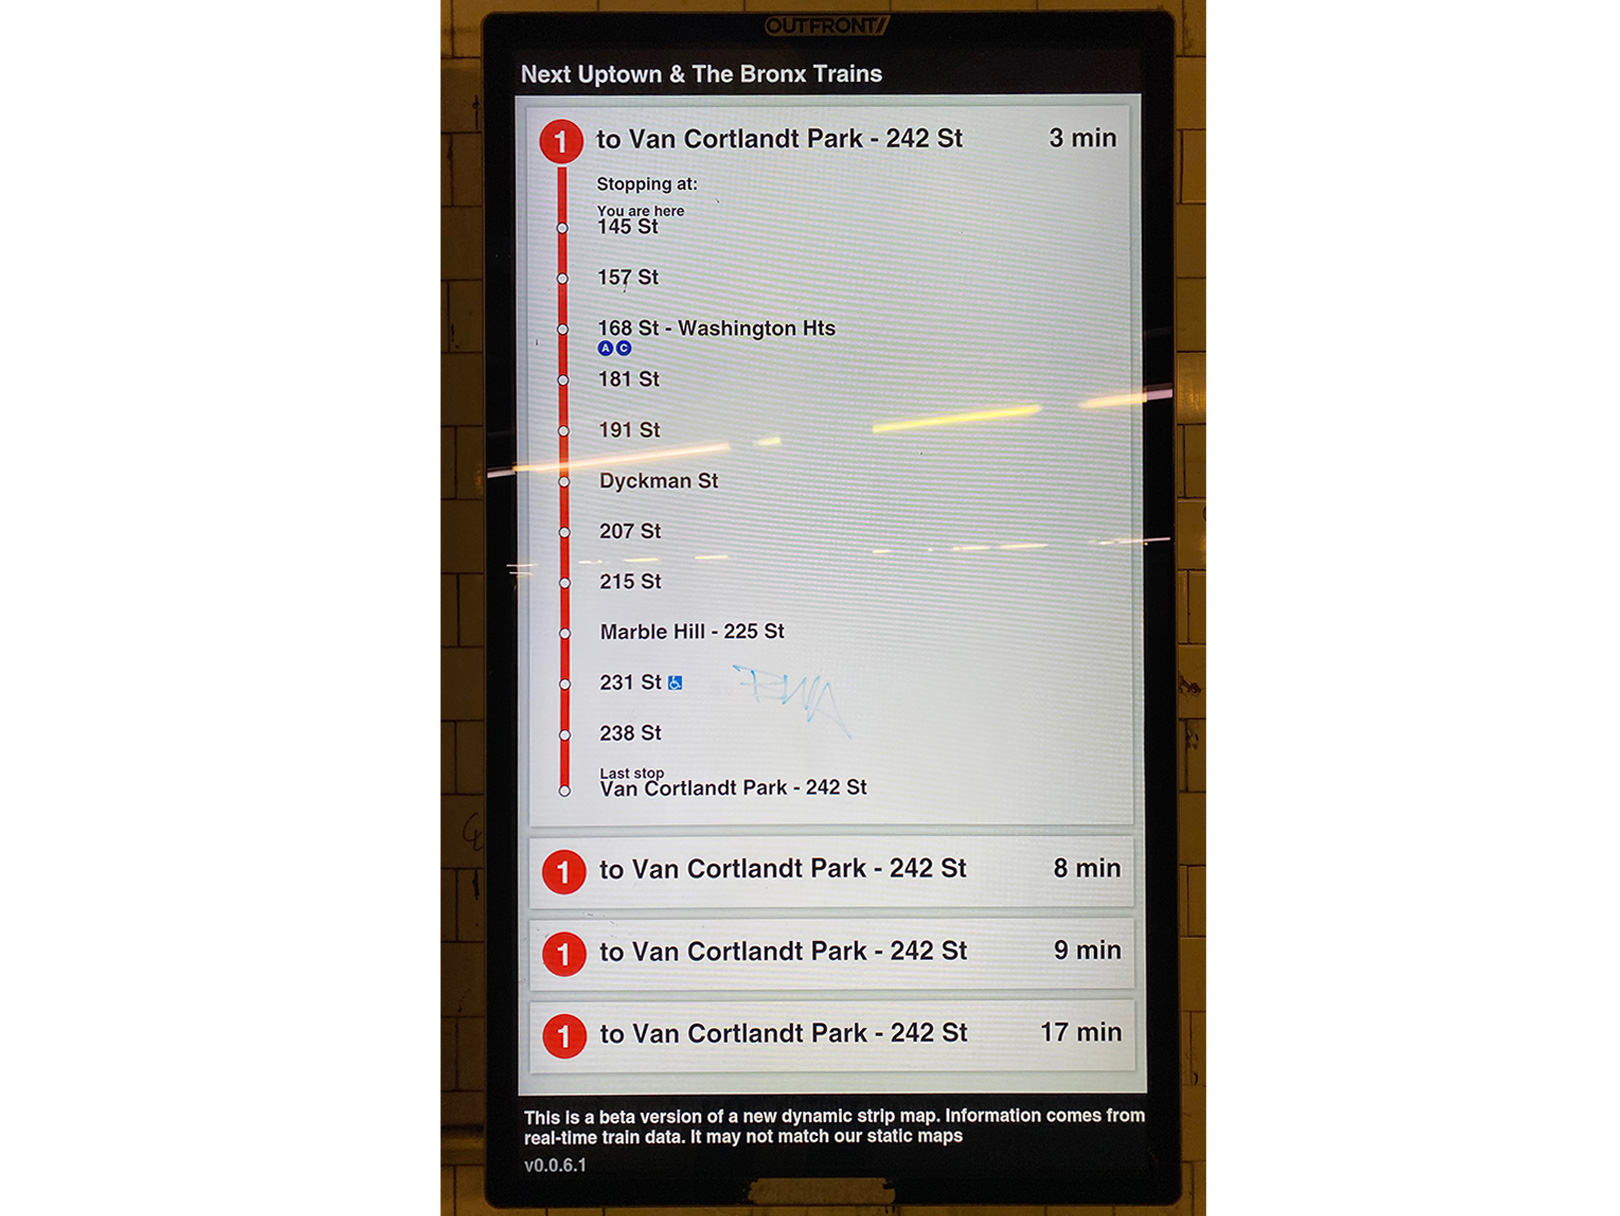 OUTFRONT/
Next Uptown & The Bronx Trains
1 to Van Cortlandt Park - 242 St 3 min
Stopping at:
You are here
145 St
157 St
168 St - Washington Hts
A C
181 St
191 St
Dyckman St
207 St
215 St
Marble Hill - 225 St
231 St
238 St
Last stop
Van Cortlandt Park - 242 St
1 to Van Cortlandt Park - 242 St 8 min
1 to Van Cortlandt Park - 242 St 9 min
1 to Van Cortlandt Park - 242 St 17 min
This is a beta version of a new dynamic strip map. Information comes from
real-time train data. It may not match our static maps
v0.0.6.1